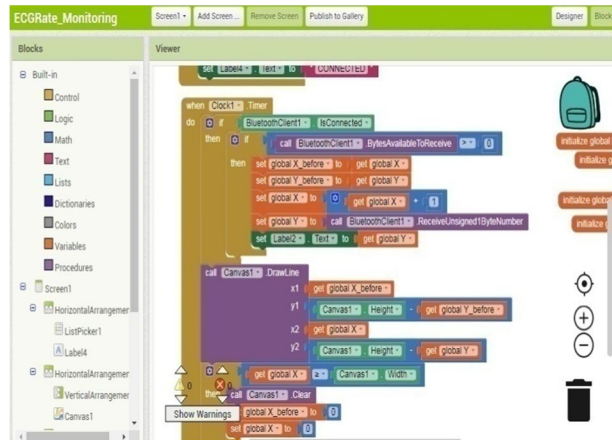 ECGRate_Monitoring
Screen1 Add Screen ... Remove Screen Publish to Gallery Designer Block
Blocks Viewer
Built-in
Control
Logic
Math
Text
Lists
Dictionaries
Colors
Variables
Procedures
Screen1
HorizontalArrangemer
ListPicker1
Label4
HorizontalArrangemer
VerticalArrangemer
Canvas1
set Label4 . Text to " CONNECTED "
when Clock1 .Timer
do if BluetoothClient1 . IsConnected
then if call BluetoothClient1 .BytesAvailableToReceive > 0
then set global X_before to get global X
set global Y_before to get global Y
set global X to get global X + 1
set global Y to call BluetoothClient1 .ReceiveUnsigned1ByteNumber
set Label2 . Text to get global Y
call Canvas1 .DrawLine
x1 get global X_before
y1 Canvas1 . Height - get global Y_before
x2 get global X
y2 Canvas1 . Height - get global Y
get global X ≥ Canvas1 . Width
then call Canvas1 .Clear
global X_before to 0
set global X to 0
0 0
Show Warnings
initialize global
initialize g
initialize globa
initialize g